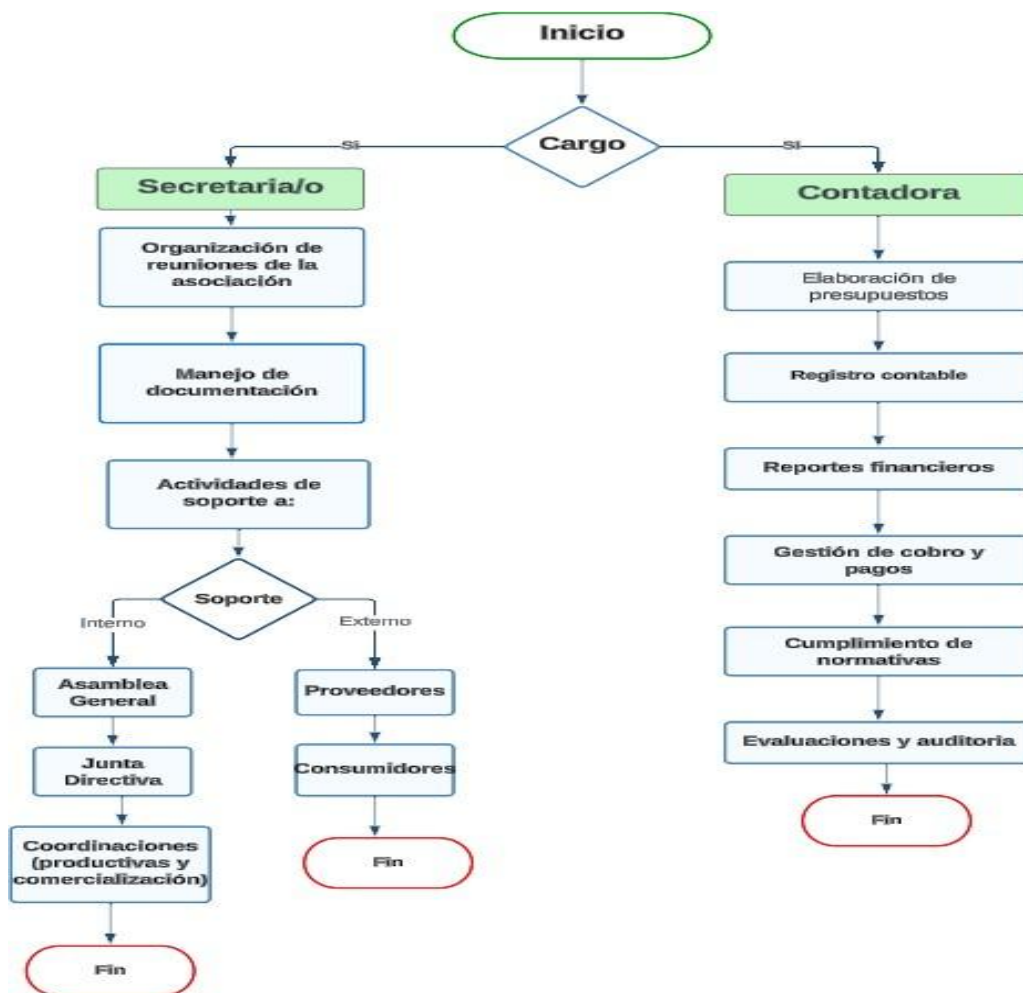 Inicio
Cargo
Si
SI
Secretaria/o
Contadora
Organización de
reuniones de la
asociación
Elaboración de
presupuestos
Manejo de
documentación
Registro contable
Actividades de
soporte a:
Reportes financieros
Soporte
Gestión de cobro y
pagos
Interno
Externo
Asamblea
General
Proveedores
Cumplimiento de
normativas
Junta
Directiva
Consumidores
Evaluaciones y auditoria
Coordinaciones
(productivas y
comercialización)
Fin
Fin
Fin